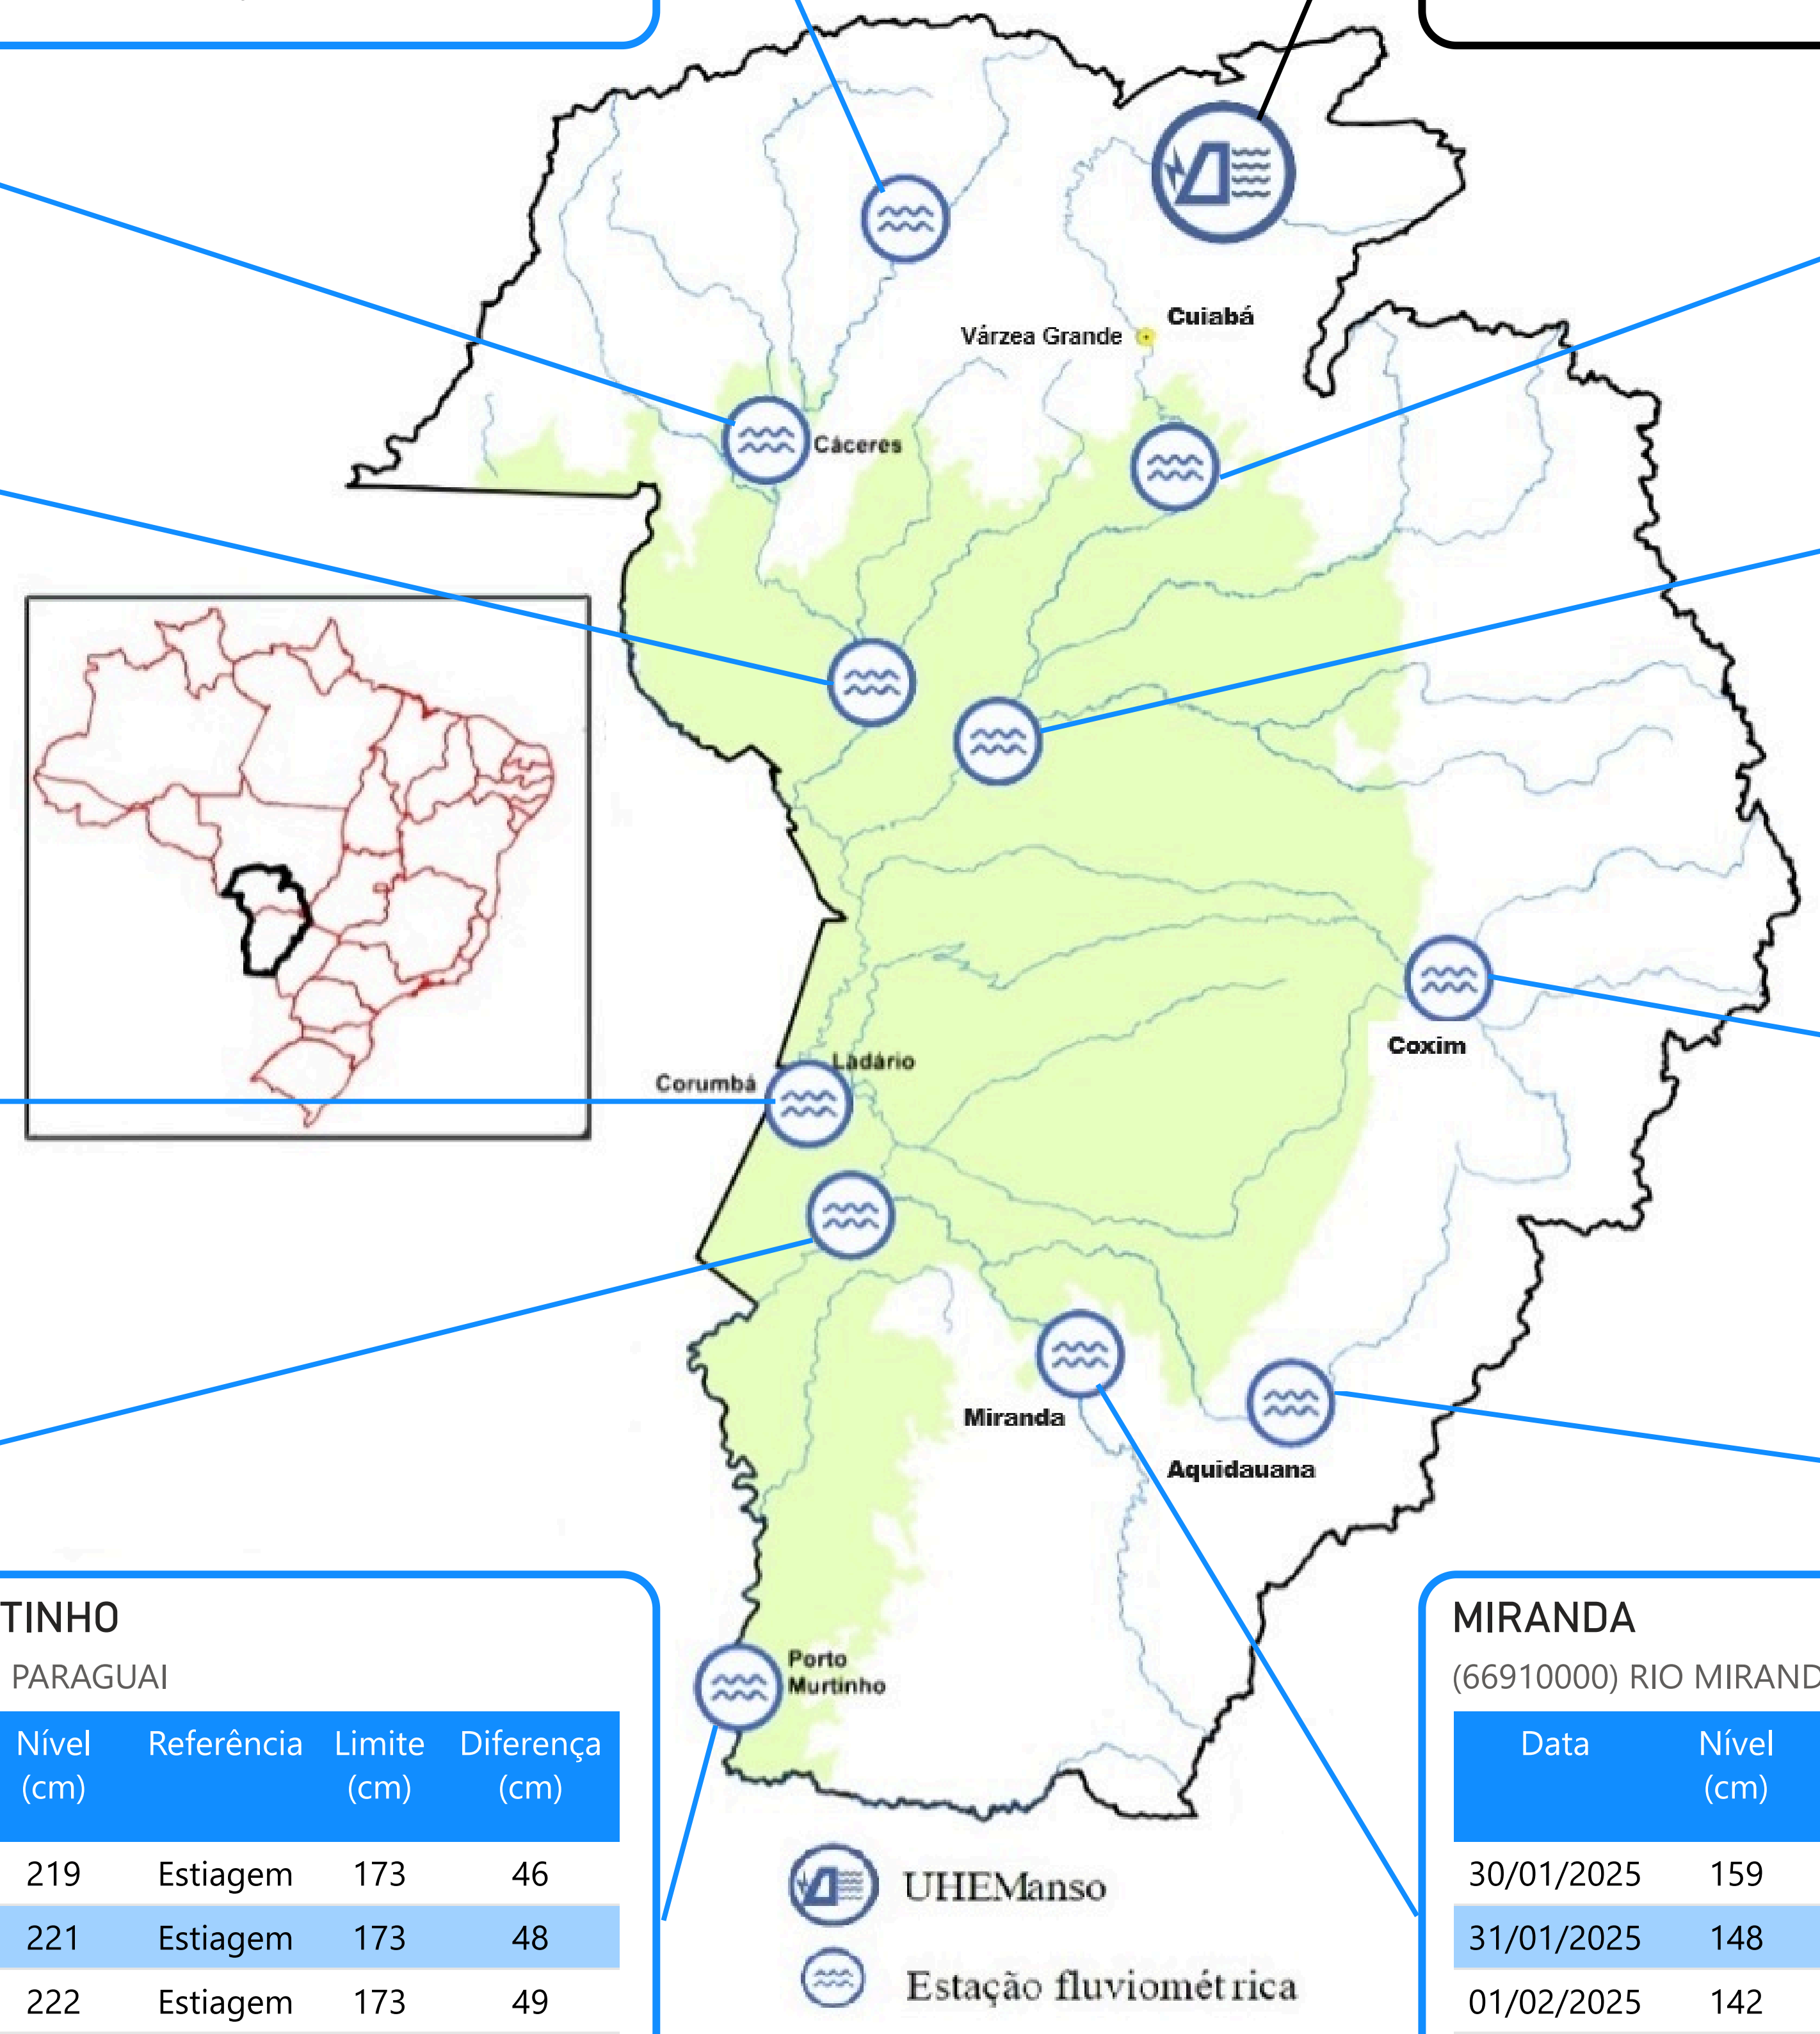 Cuiabá
Várzea Grande
Cáceres
Coxim
Ladário
Corumbá
Miranda
Aquidauana
Porto
Murtinho
TINHO
PARAGUAI
Nível Referência Limite Diferença
(cm) (cm) (cm)
219 Estiagem 173 46
221 Estiagem 173 48
222 Estiagem 173 49
UHEManso
Estação fluviométrica
MIRANDA
(66910000) RIO MIRAND
Data Nível
(cm)
30/01/2025 159
31/01/2025 148
01/02/2025 142